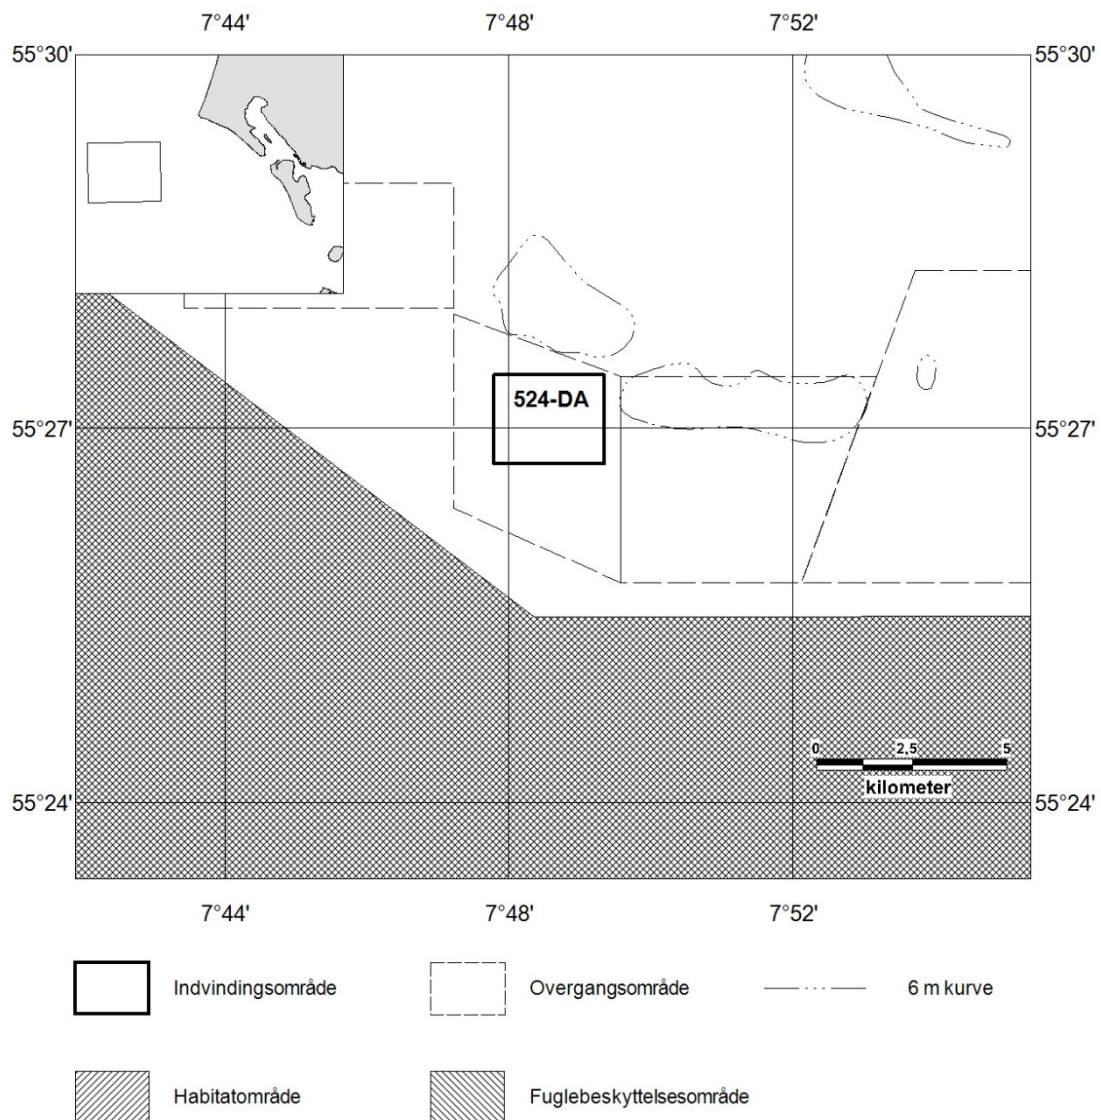 7°44' 7°48' 7°52'
55°30' 55°30'
524-DA
55°27' 55°27'
0 2,5 5
kilometer
55°24' 55°24'
7°44' 7°48' 7°52'
Indvindingsområde Overgangsområde 6 m kurve
Habitatområde Fuglebeskyttelsesområde